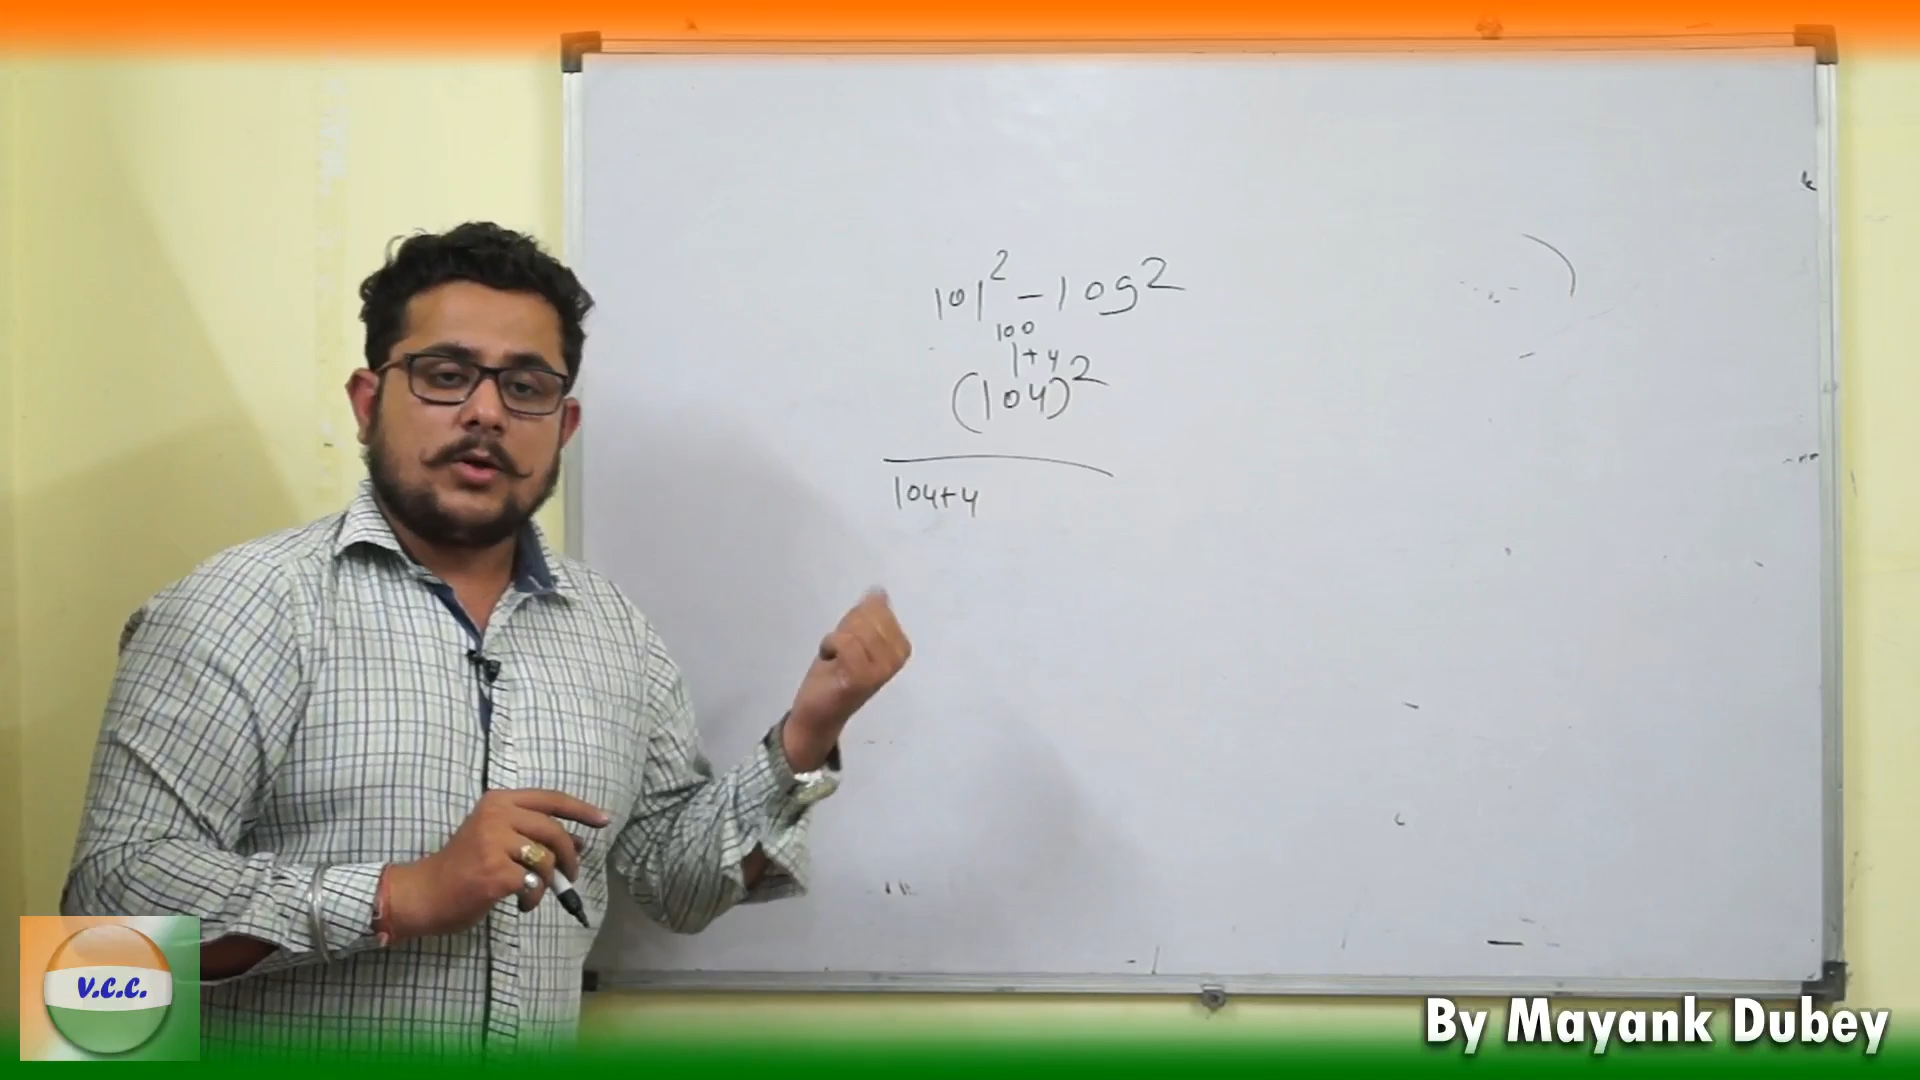 101² - 109²
100
1+4
(104)²
104+4
V.C.C.
By Mayank Dubey